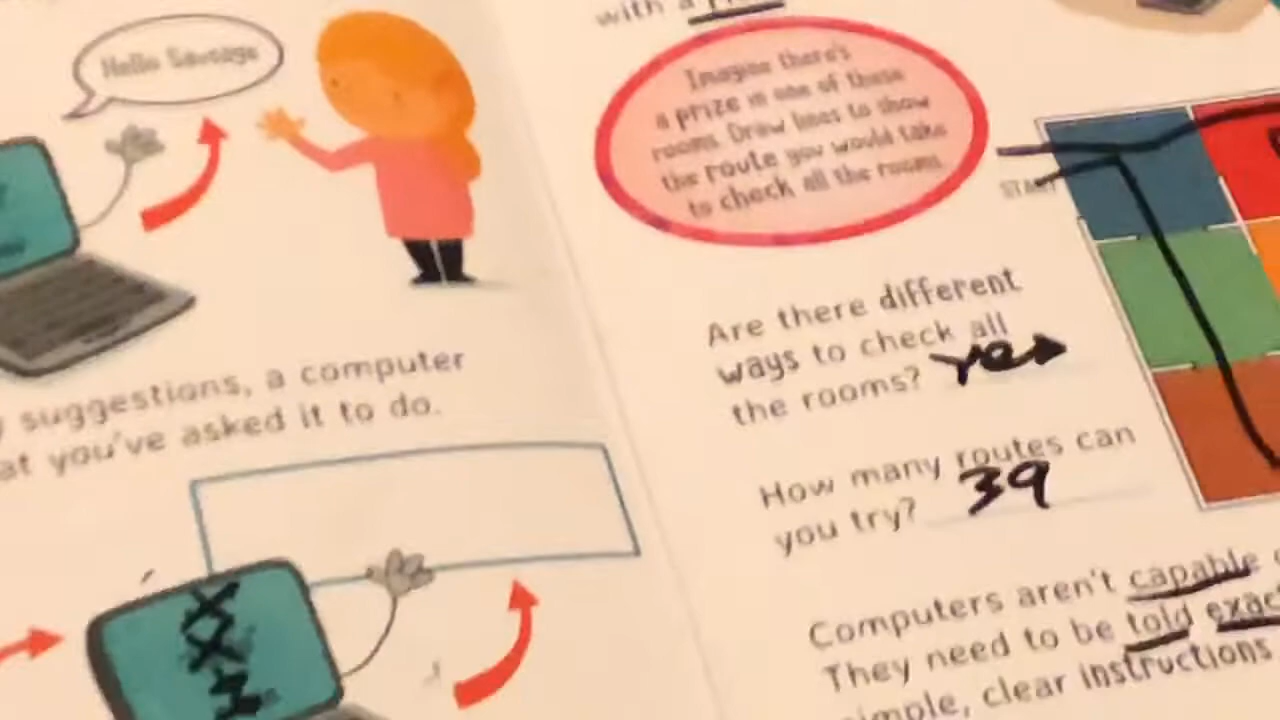 Hello Sausage
suggestions, a computer
at you've asked it to do.
with a
Imagine there's
a prize in one of these
rooms. Draw lines to show
the route you would take
to check all the rooms.
START
Are there different
ways to check all
the rooms? Yes
How many routes can
you try? 39
Computers aren't capable
They need to be told
simple, clear instructions